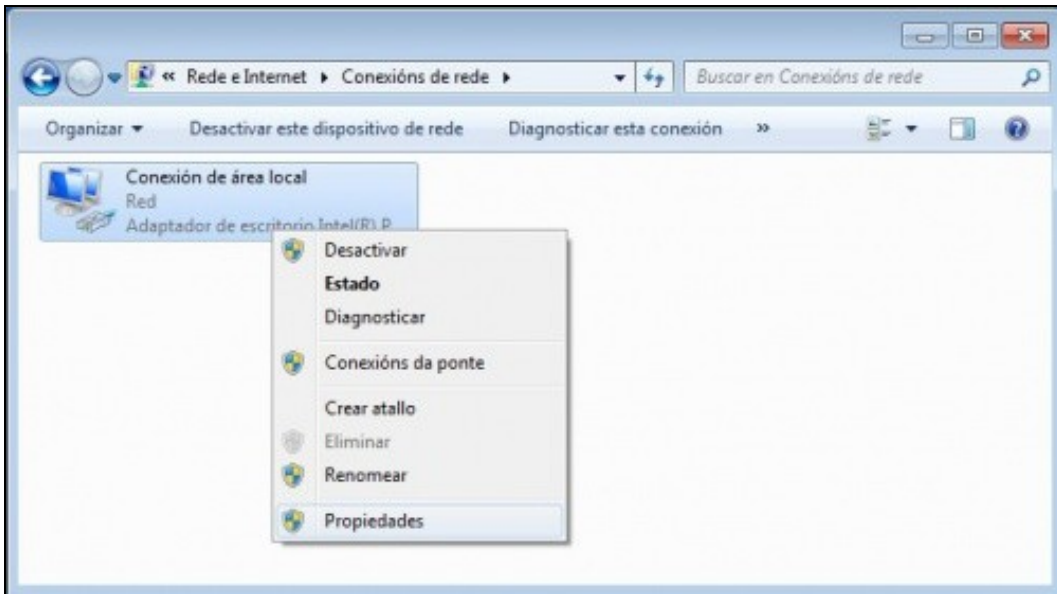 « Rede e Internet ▸ Conexións de rede ▸
Buscar en Conexións de rede
Organizar
Desactivar este dispositivo de rede
Diagnosticar esta conexión
»
Conexión de área local
Red
Adaptador de escritorio Intel(R) P
Desactivar
Estado
Diagnosticar
Conexións da ponte
Crear atallo
Eliminar
Renomear
Propiedades